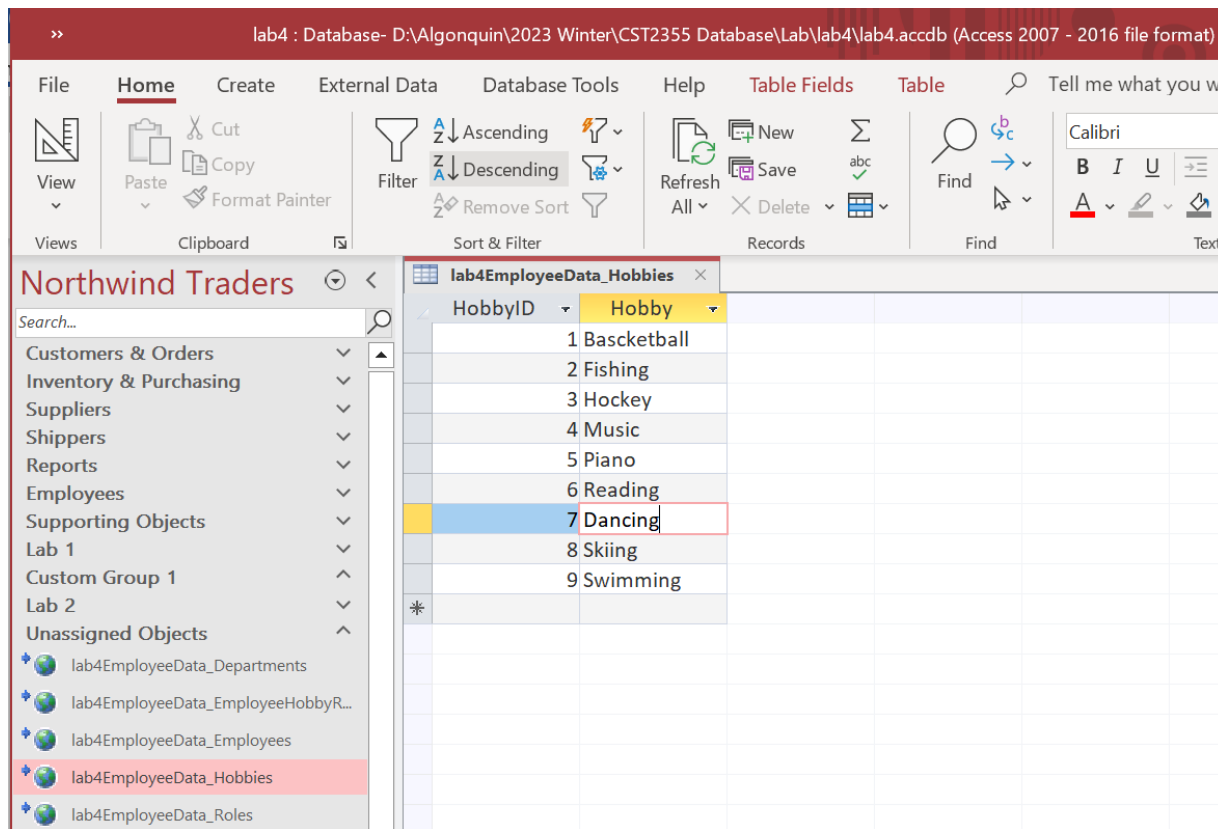 lab4 : Database- D:\Algonquin\2023 Winter\CST2355 Database\Lab\lab4\lab4.accdb (Access 2007 - 2016 file format)
File Home Create External Data Database Tools Help Table Fields Table Tell me what you w
View
Paste
Cut
Copy
Format Painter
Filter
Ascending
Descending
Remove Sort
Refresh
All
New
Save
Delete
abc
Find
b
c
Calibri
B I U
A
Views Clipboard Sort & Filter Records Find Text
Northwind Traders
Search...
Customers & Orders
Inventory & Purchasing
Suppliers
Shippers
Reports
Employees
Supporting Objects
Lab 1
Custom Group 1
Lab 2
Unassigned Objects
lab4EmployeeData_Departments
lab4EmployeeData_EmployeeHobbyR...
lab4EmployeeData_Employees
lab4EmployeeData_Hobbies
lab4EmployeeData_Roles
lab4EmployeeData_Hobbies
HobbyID Hobby
1 Bascketball
2 Fishing
3 Hockey
4 Music
5 Piano
6 Reading
7 Dancing
8 Skiing
9 Swimming